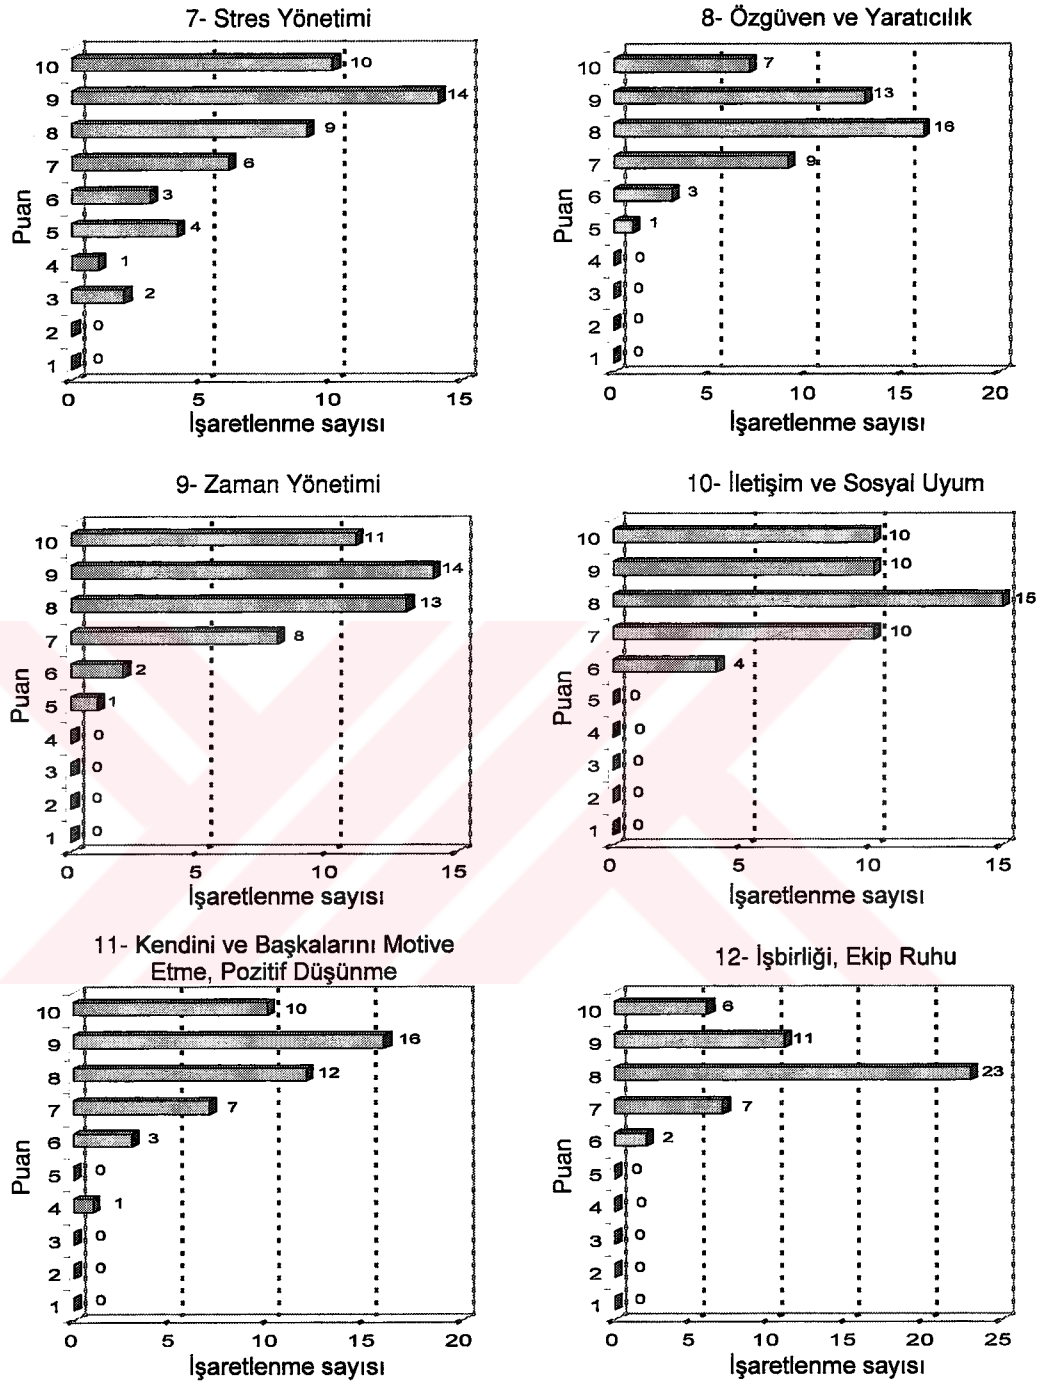 7- Stres Yönetimi
Puan
10 10
9 14
8 9
7 6
6 3
5 4
4 1
3 2
2 0
1 0
0 5 10 15
İşaretlenme sayısı
8- Özgüven ve Yaratıcılık
Puan
10 7
9 13
8 16
7 9
6 3
5 1
4 0
3 0
2 0
1 0
0 5 10 15 20
İşaretlenme sayısı
9- Zaman Yönetimi
Puan
10 11
9 14
8 13
7 8
6 2
5 1
4 0
3 0
2 0
1 0
0 5 10 15
İşaretlenme sayısı
10- İletişim ve Sosyal Uyum
Puan
10 10
9 10
8 15
7 10
6 4
5 0
4 0
3 0
2 0
1 0
0 5 10 15
İşaretlenme sayısı
11- Kendini ve Başkalarını Motive
Etme, Pozitif Düşünme
Puan
10 10
9 16
8 12
7 7
6 3
5 0
4 1
3 0
2 0
1 0
0 5 10 15 20
İşaretlenme sayısı
12- İşbirliği, Ekip Ruhu
Puan
10 6
9 11
8 23
7 7
6 2
5 0
4 0
3 0
2 0
1 0
0 5 10 15 20 25
İşaretlenme sayısı